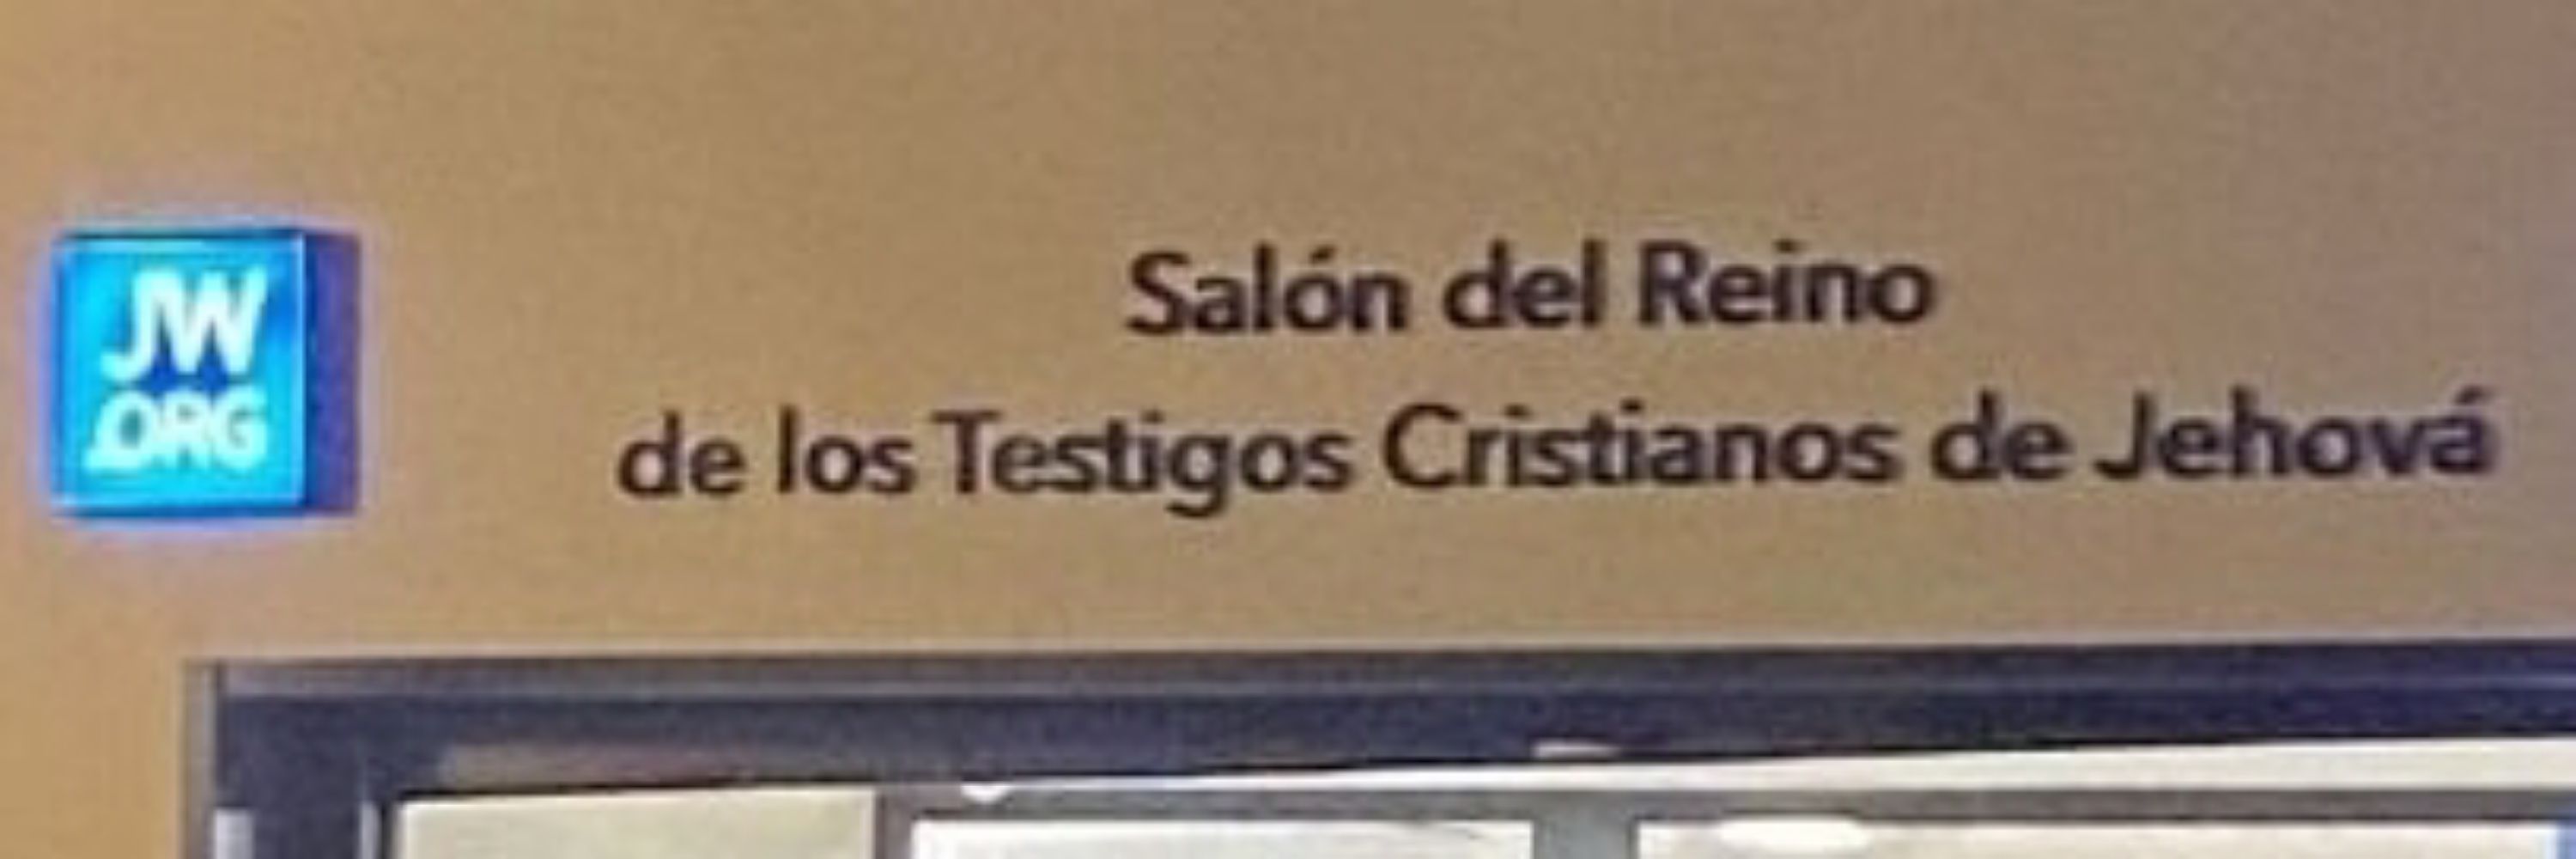 JW
.ORG
Salón del Reino
de los Testigos Cristianos de Jehová